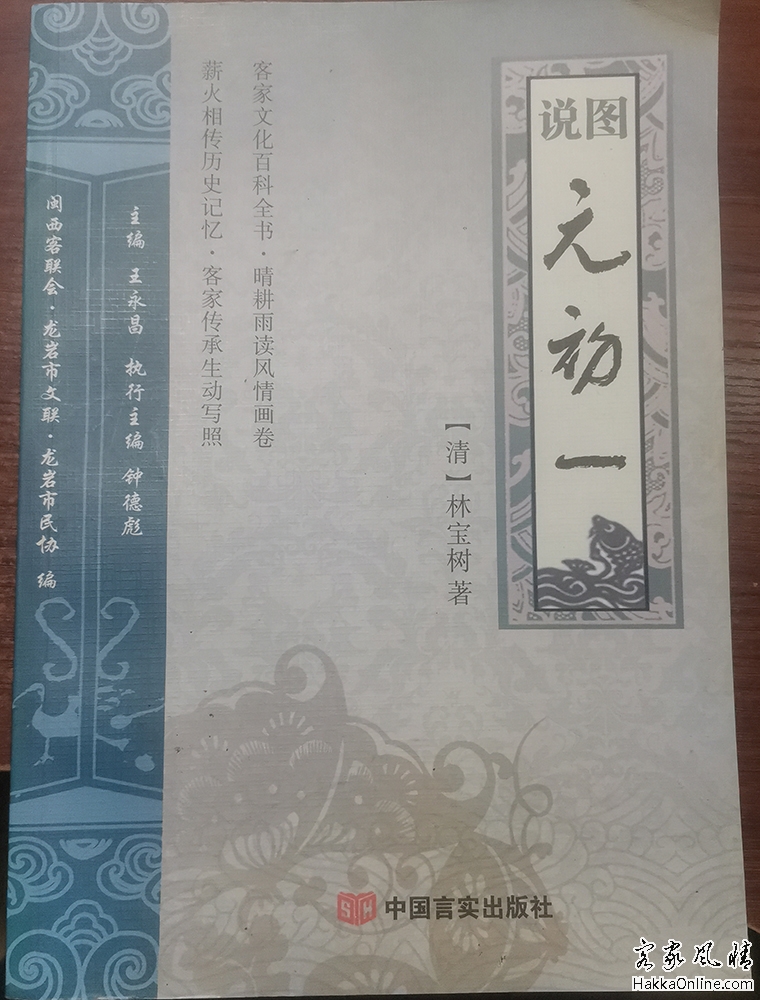 图说
元初一
【清】林宝树 著
客家文化百科全书·晴耕雨读风情画卷
薪火相传历史记忆·客家传承生动写照
主编 王永昌 执行主编 钟德彪
闽西客联会·龙岩市文联·龙岩市民协 编
中国言实出版社
客家风情
HakkaOnline.com